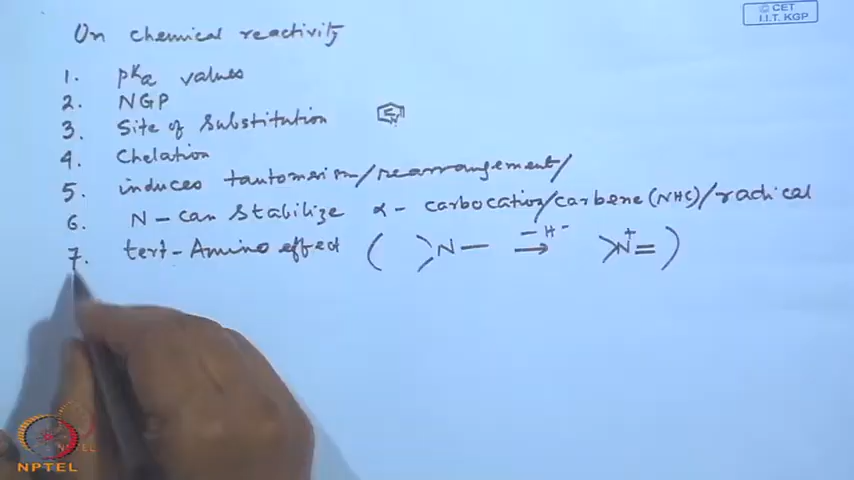 © CET
I.I.T. KGP
On chemical reactivity
1. pKa values
2. NGP
3. Site of Substitution
4. Chelation
5. induces tautomerism/rearrangement/
6. N-can stabilize α-carbocation/carbene(NHC)/radical
7. tert-Amino effect ( >N— −H⁻ → >N⁺= )
NPTEL